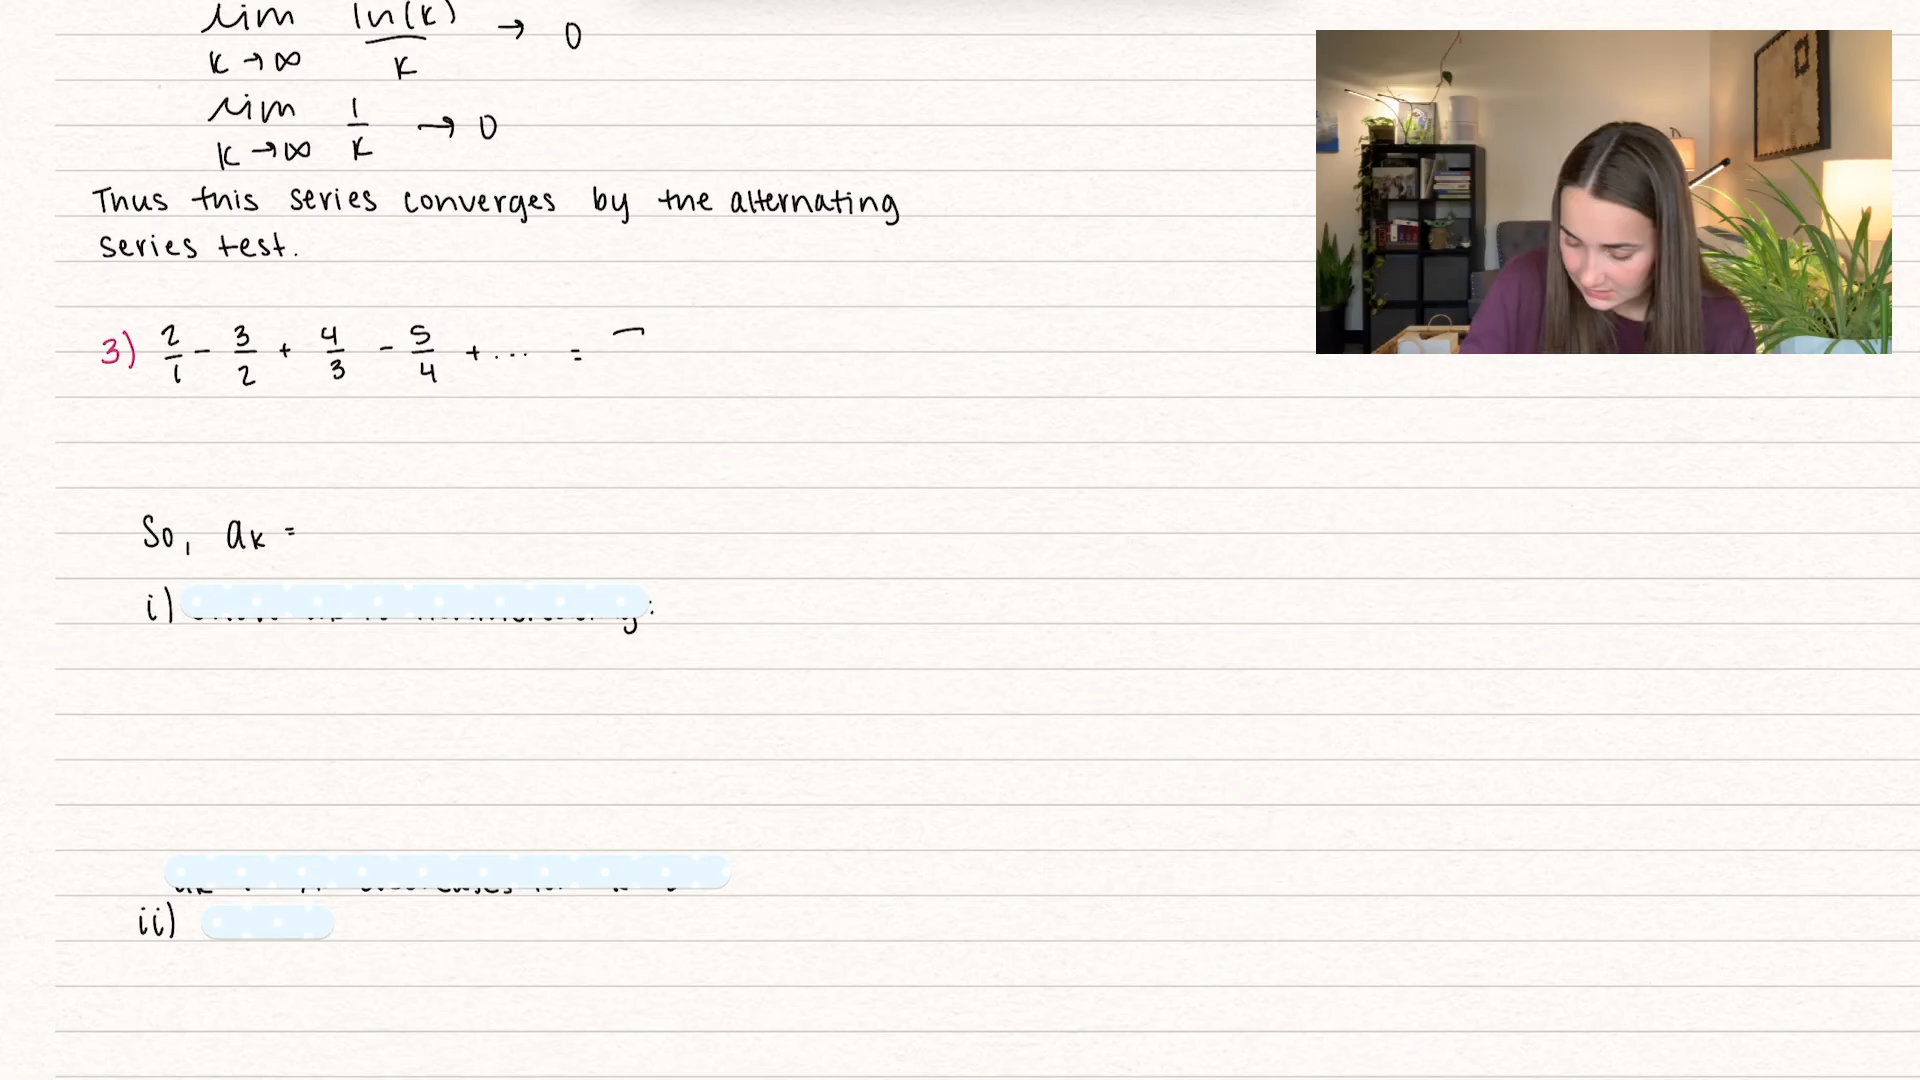 lim ln(k)/k → 0
k→∞
lim 1/k → 0
k→∞
Thus this series converges by the alternating
series test.
3) 2/1 - 3/2 + 4/3 - 5/4 + ... =
So, ak =
i) :
ii)